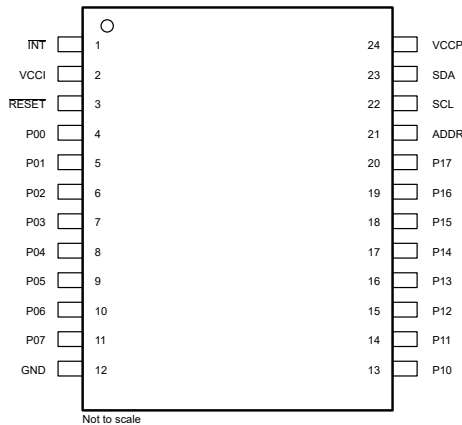 INT 1 24 VCCP
VCCI 2 23 SDA
RESET 3 22 SCL
P00 4 21 ADDR
P01 5 20 P17
P02 6 19 P16
P03 7 18 P15
P04 8 17 P14
P05 9 16 P13
P06 10 15 P12
P07 11 14 P11
GND 12 13 P10
Not to scale